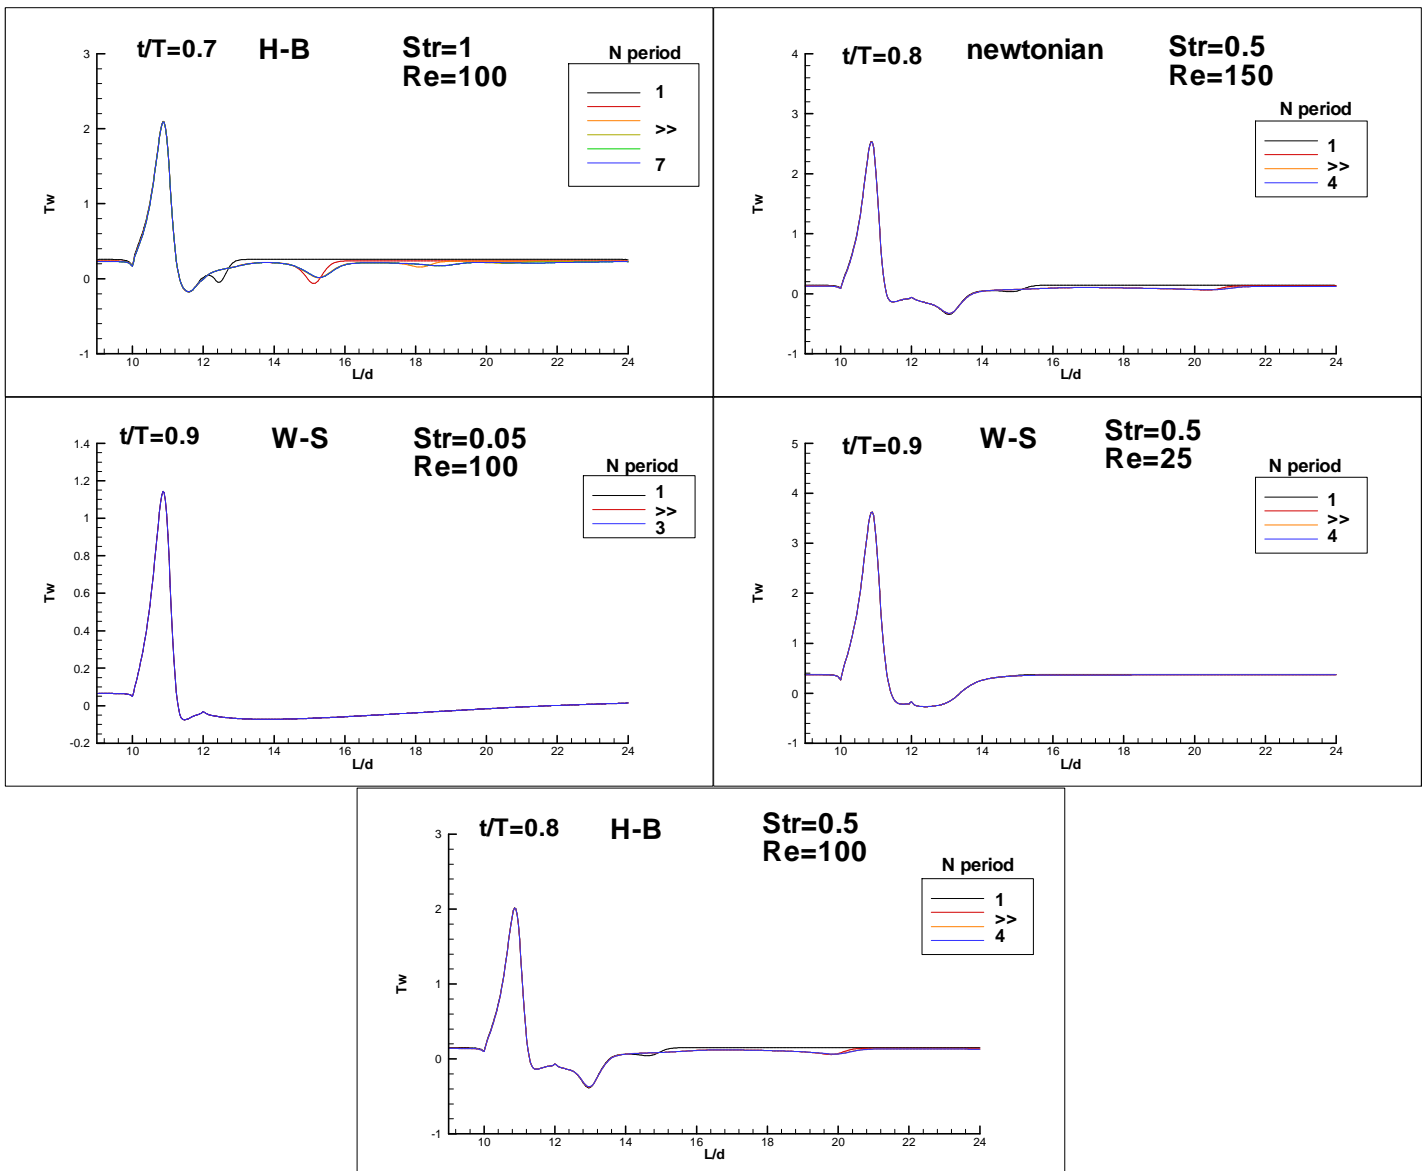 t/T=0.7 H-B Str=1
Re=100
N period
1
>>
7
3
2
1
0
-1
Tw
10 12 14 16 18 20 22 24
L/d
t/T=0.8 newtonian Str=0.5
Re=150
N period
1
>>
4
4
3
2
1
0
-1
Tw
10 12 14 16 18 20 22 24
L/d
t/T=0.9 W-S Str=0.05
Re=100
N period
1
>>
3
1.4
1.2
1
0.8
0.6
0.4
0.2
0
-0.2
Tw
10 12 14 16 18 20 22 24
L/d
t/T=0.9 W-S Str=0.5
Re=25
N period
1
>>
4
5
4
3
2
1
0
-1
Tw
10 12 14 16 18 20 22 24
L/d
t/T=0.8 H-B Str=0.5
Re=100
N period
1
>>
4
3
2
1
0
-1
Tw
10 12 14 16 18 20 22 24
L/d